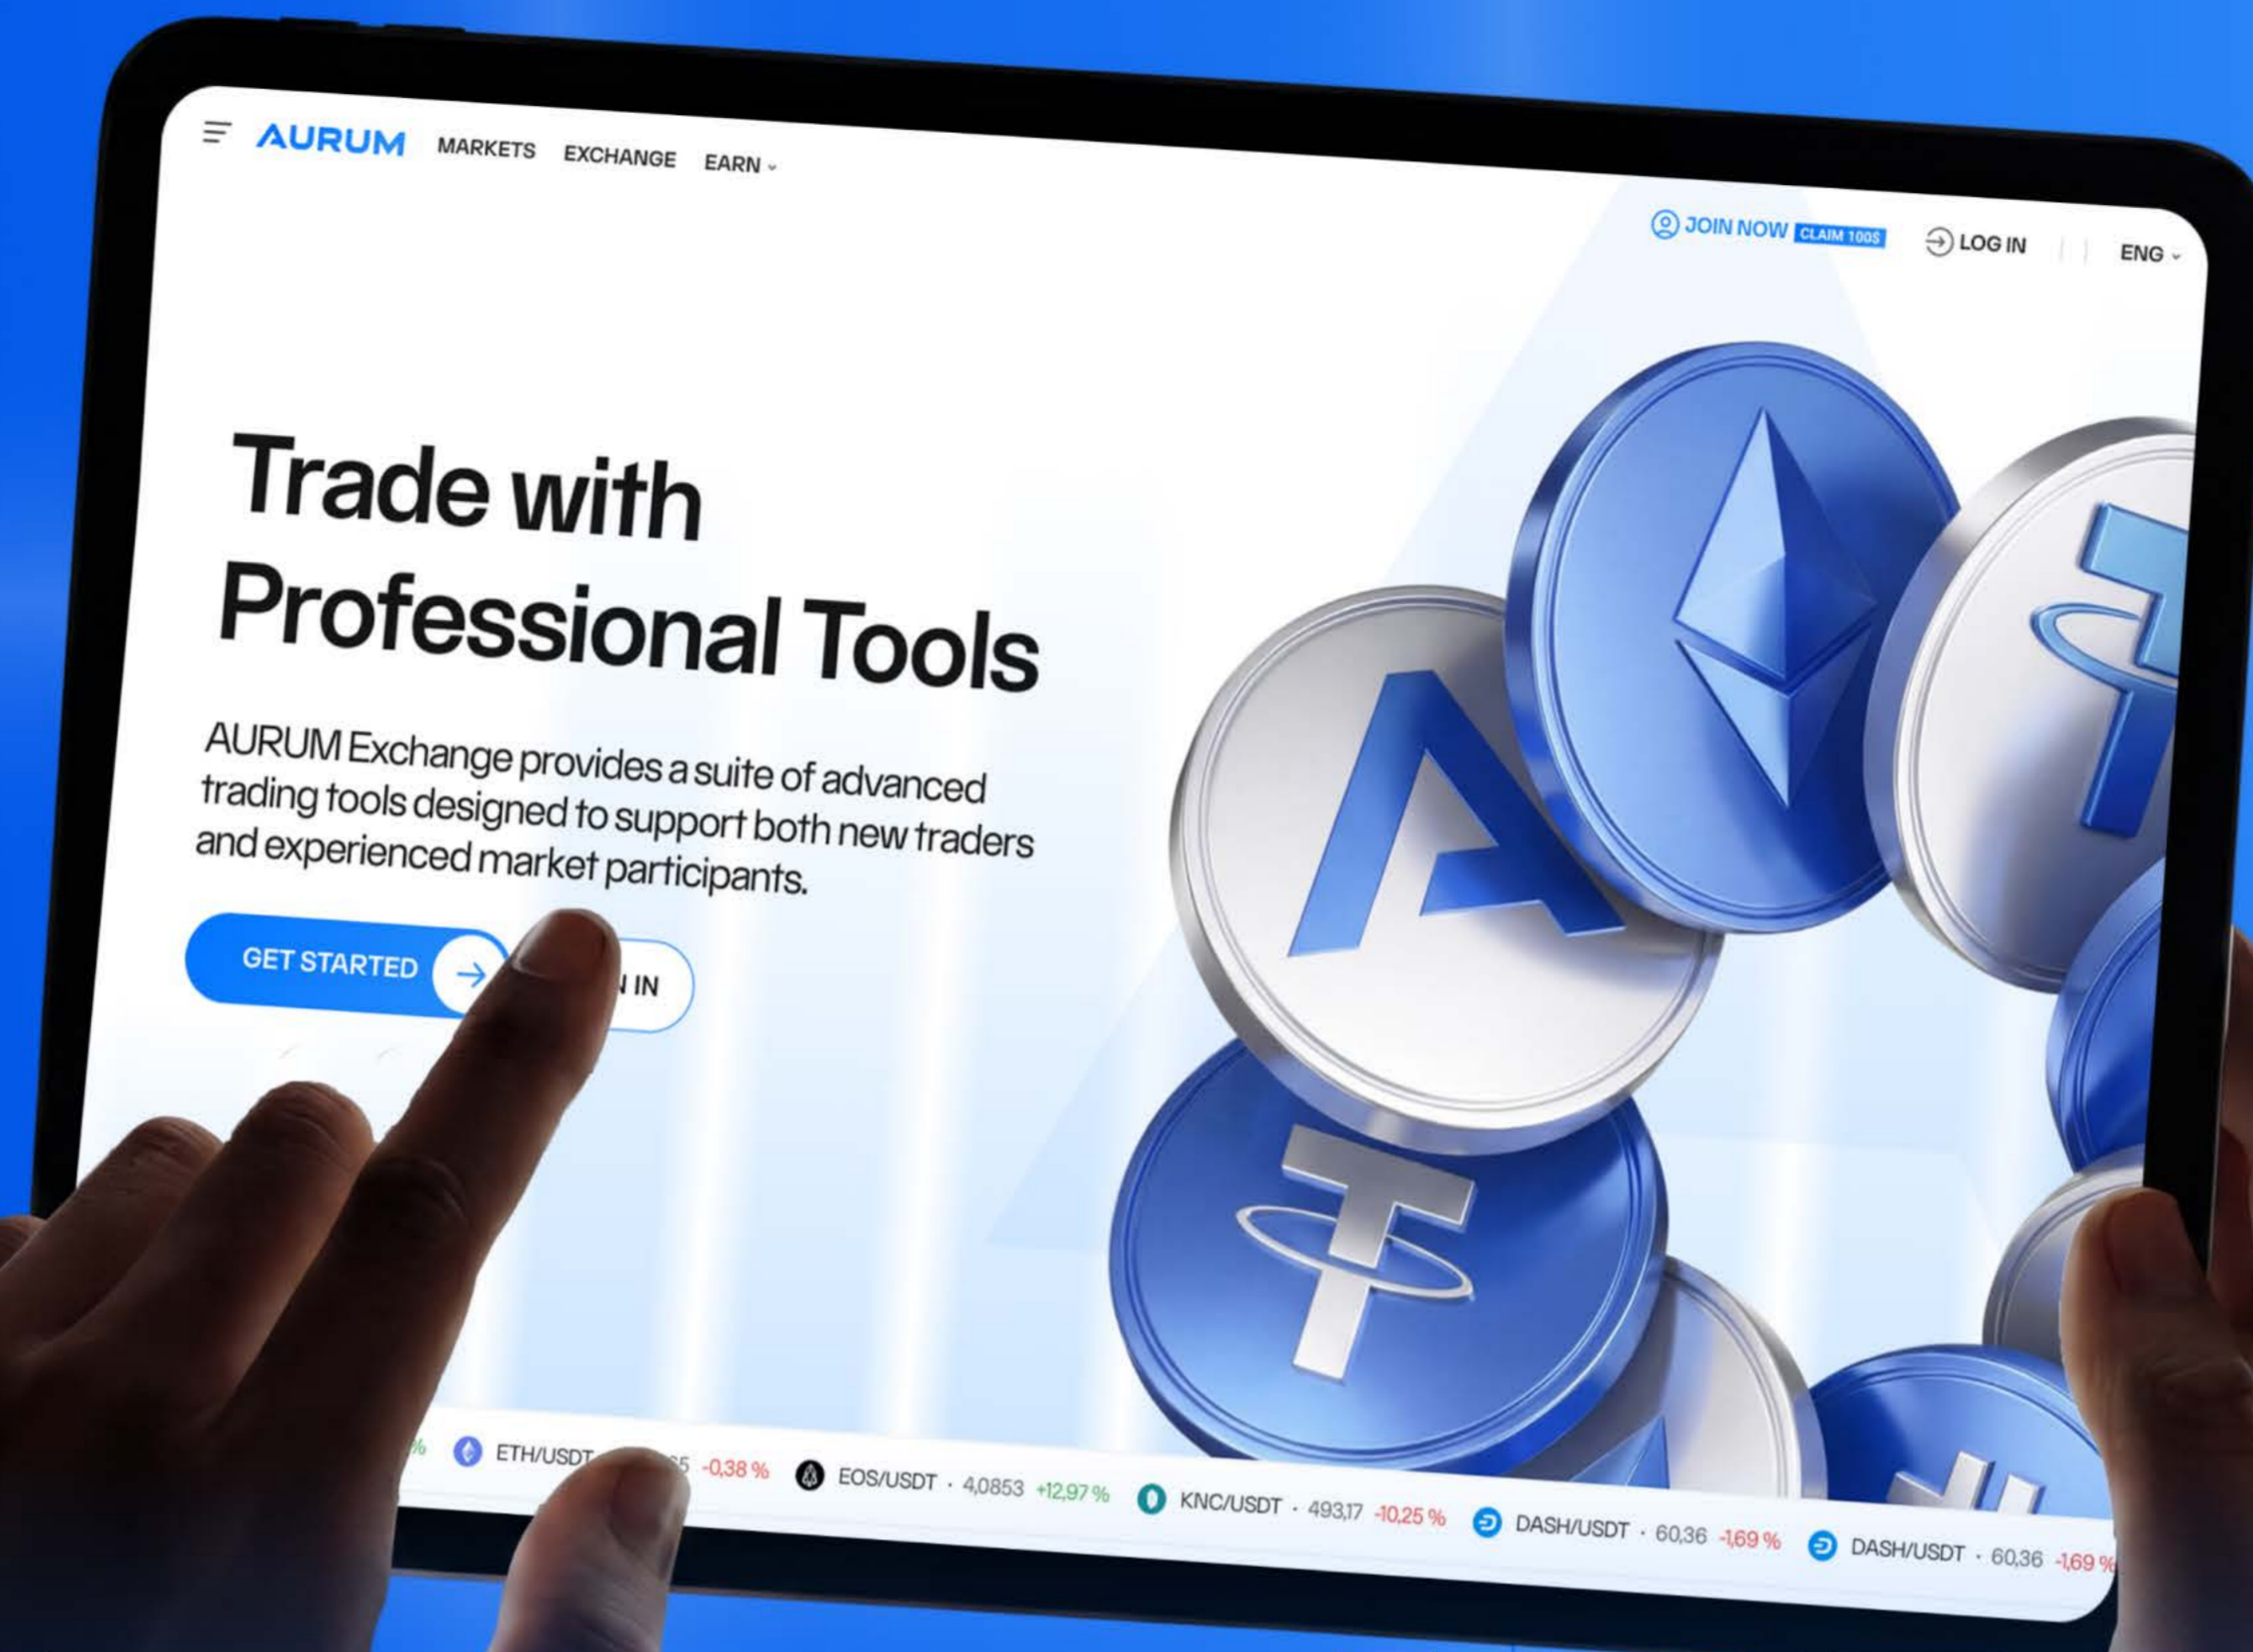 AURUM MARKETS EXCHANGE EARN
JOIN NOW CLAIM 100$ LOG IN ENG
Trade with
Professional Tools
AURUM Exchange provides a suite of advanced
trading tools designed to support both new traders
and experienced market participants.
GET STARTED IN
% ETH/USDT 5 -0,38 % EOS/USDT · 4,0853 +12,97 % KNC/USDT · 493,17 -10,25 % DASH/USDT · 60,36 -1,69 % DASH/USDT · 60,36 -1,69 %